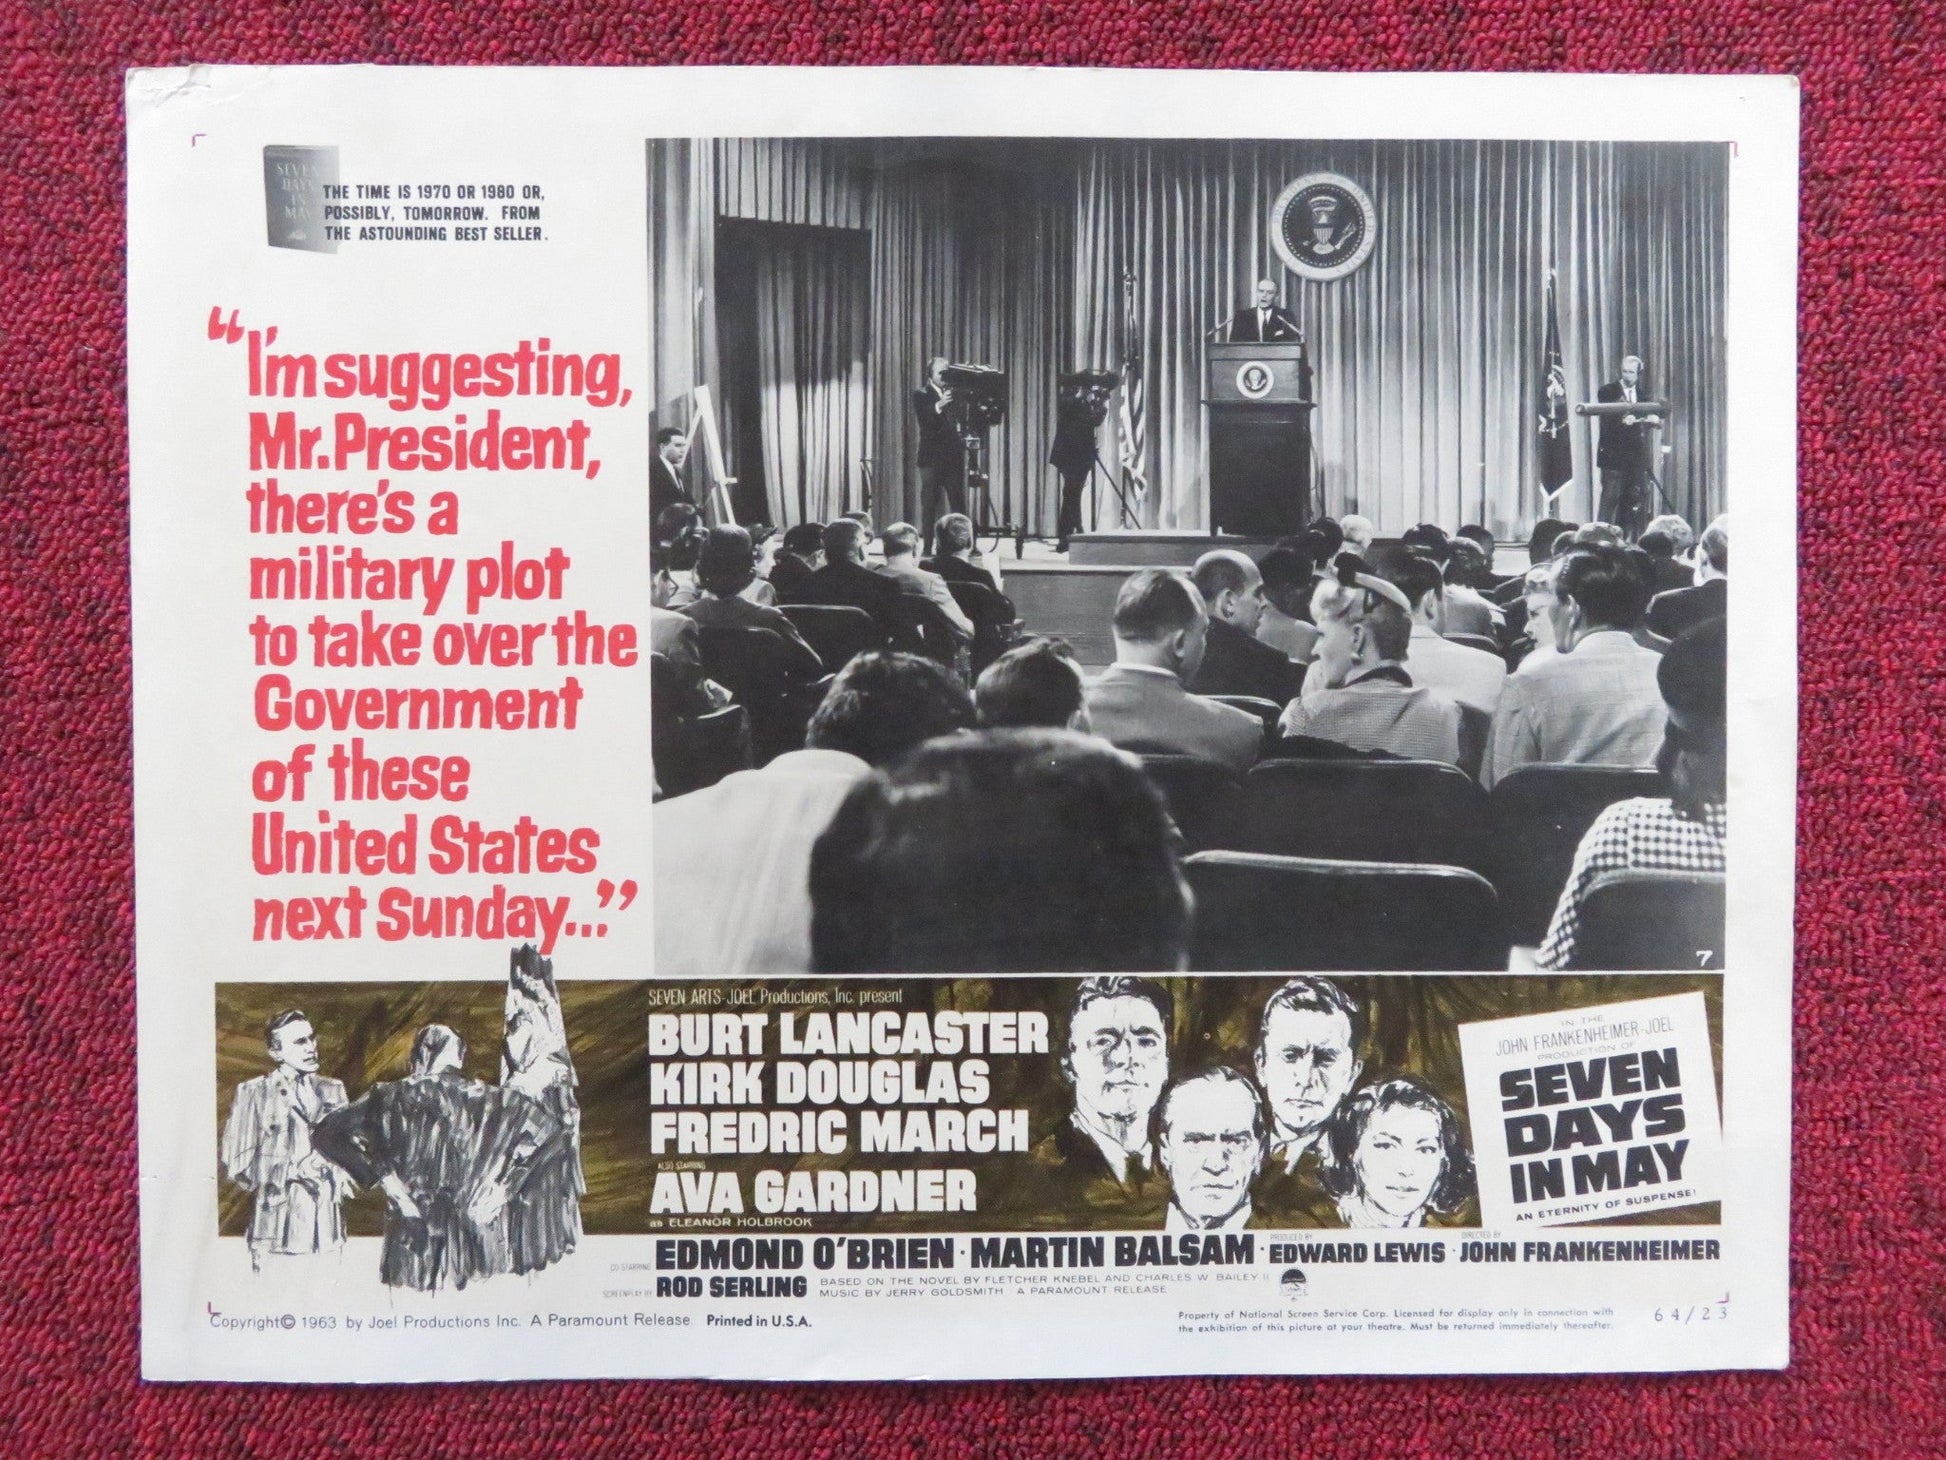 SEVEN
DAYS
IN
MAY
THE TIME IS 1970 OR 1980 OR,
POSSIBLY, TOMORROW. FROM
THE ASTOUNDING BEST SELLER.
“I'm suggesting,
Mr. President,
there's a
military plot
to take over the
Government
of these
United States
next Sunday...”
7
SEVEN ARTS-JOEL Productions, Inc. present
BURT LANCASTER
KIRK DOUGLAS
FREDRIC MARCH
ALSO STARRING
AVA GARDNER
as ELEANOR HOLBROOK
IN THE
JOHN FRANKENHEIMER-JOEL
PRODUCTION OF
SEVEN
DAYS
IN MAY
AN ETERNITY OF SUSPENSE!
CO-STARRING EDMOND O'BRIEN · MARTIN BALSAM · PRODUCED BY EDWARD LEWIS · DIRECTED BY JOHN FRANKENHEIMER
SCREENPLAY BY ROD SERLING BASED ON THE NOVEL BY FLETCHER KNEBEL AND CHARLES W. BAILEY II
MUSIC BY JERRY GOLDSMITH A PARAMOUNT RELEASE
Copyright © 1963 by Joel Productions Inc. A Paramount Release. Printed in U.S.A.
Property of National Screen Service Corp. Licensed for display only in connection with
the exhibition of this picture at your theatre. Must be returned immediately thereafter.
64/23